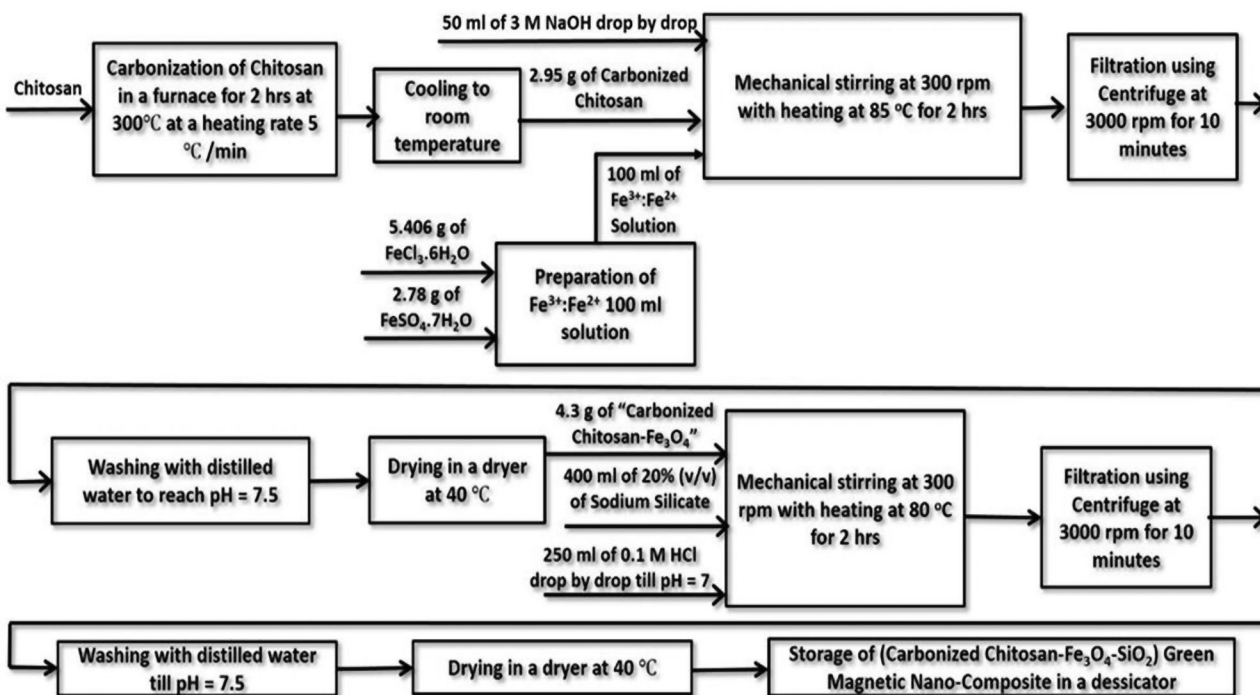 50 ml of 3 M NaOH drop by drop
Chitosan
Carbonization of Chitosan
in a furnace for 2 hrs at
300℃ at a heating rate 5
℃ /min
Cooling to
room
temperature
2.95 g of Carbonized
Chitosan
Mechanical stirring at 300 rpm
with heating at 85 ºC for 2 hrs
Filtration using
Centrifuge at
3000 rpm for 10
minutes
100 ml of
Fe³⁺:Fe²⁺
Solution
5.406 g of
FeCl₃.6H₂O
2.78 g of
FeSO₄.7H₂O
Preparation of
Fe³⁺:Fe²⁺ 100 ml
solution
Washing with distilled
water to reach pH = 7.5
Drying in a dryer
at 40 ℃
4.3 g of “Carbonized
Chitosan-Fe₃O₄”
400 ml of 20% (v/v)
of Sodium Silicate
250 ml of 0.1 M HCl
drop by drop till pH = 7
Mechanical stirring at 300
rpm with heating at 80 ºC
for 2 hrs
Filtration using
Centrifuge at
3000 rpm for 10
minutes
Washing with distilled water
till pH = 7.5
Drying in a dryer at 40 ℃
Storage of (Carbonized Chitosan-Fe₃O₄-SiO₂) Green
Magnetic Nano-Composite in a dessicator